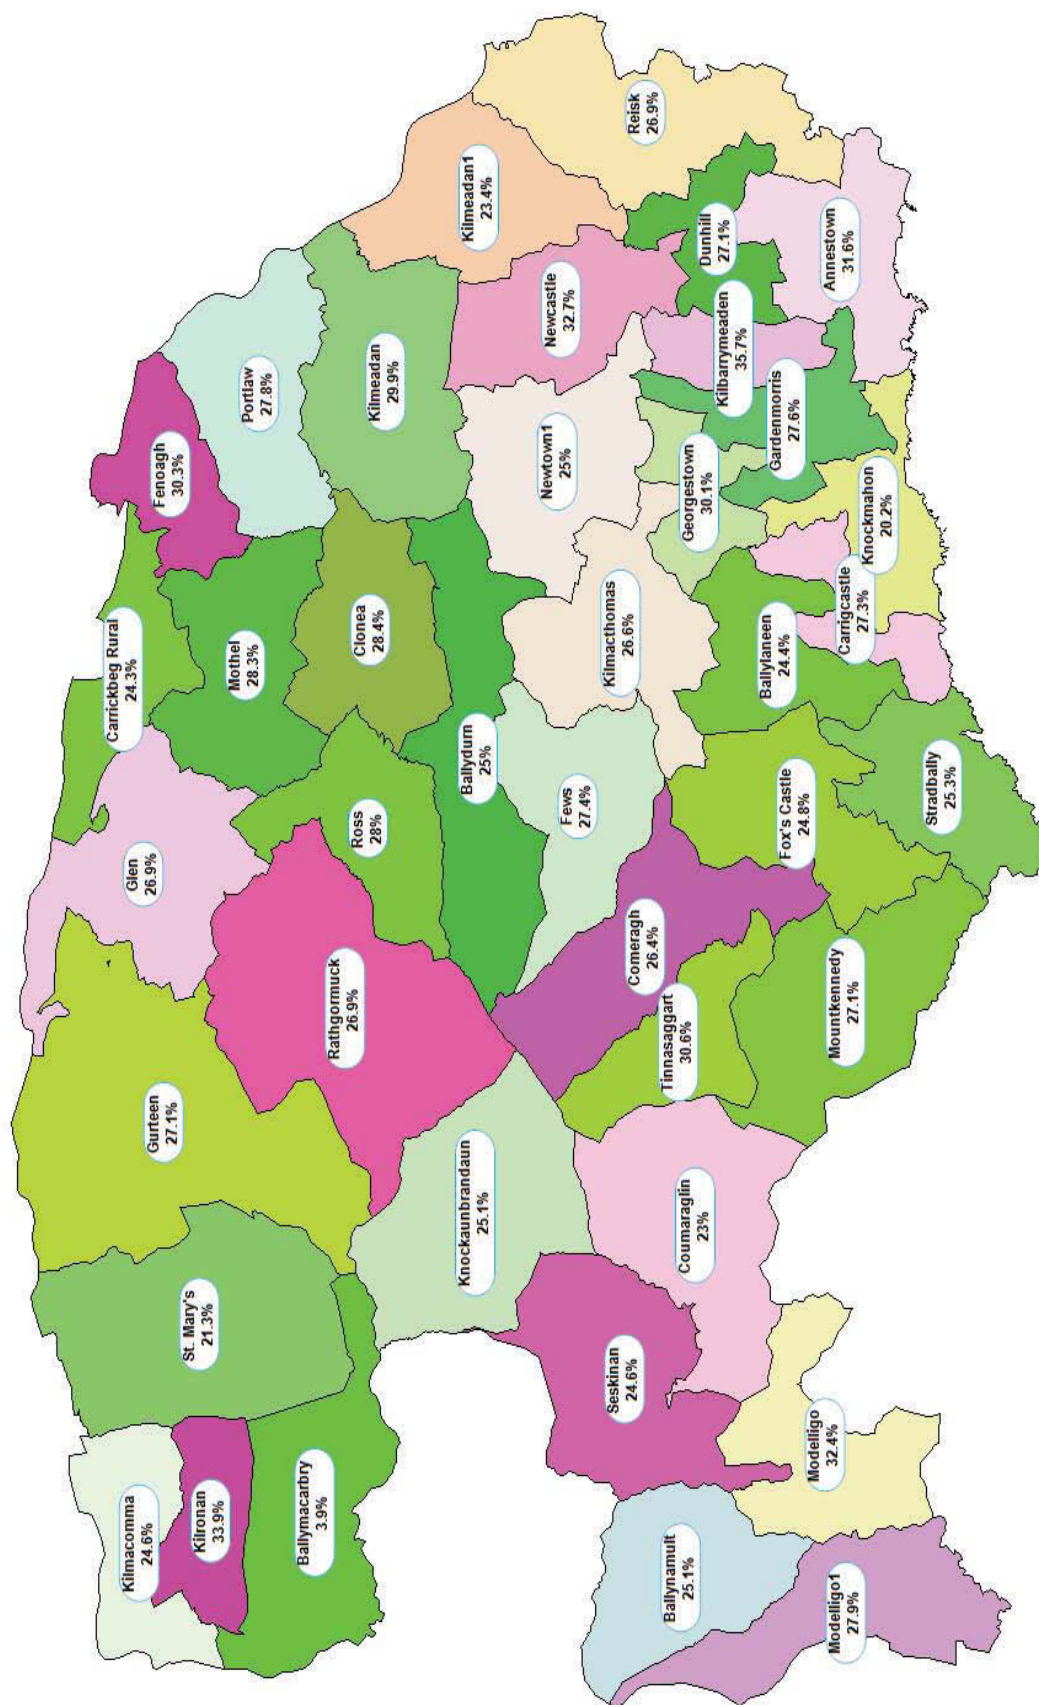 Carrickbeg Rural
24.3%
Kilmacomma
24.6%
Glen
26.9%
Gurteen
27.1%
Fenoagh
30.3%
St. Mary's
21.3%
Kilronan
33.9%
Mothel
28.3%
Portlaw
27.8%
Ballymacarbry
3.9%
Rathgormuck
26.9%
Ross
28%
Clonea
28.4%
Kilmeadan
29.9%
Knockaunbrandaun
25.1%
Ballydurn
25%
Kilmeadan1
23.4%
Fews
27.4%
Newtown1
25%
Newcastle
32.7%
Seskinan
24.6%
Comeragh
26.4%
Kilmacthomas
26.6%
Reisk
26.9%
Ballynamult
25.1%
Coumaraglin
23%
Tinnasaggart
30.6%
Georgestown
30.1%
Dunhill
27.1%
Kilbarrymeaden
35.7%
Ballylaneen
24.4%
Fox's Castle
24.8%
Gardenmorris
27.6%
Modelligo
32.4%
Modelligo1
27.9%
Mountkennedy
27.1%
Carrigcastle
27.3%
Annestown
31.6%
Knockmahon
20.2%
Stradbally
25.3%